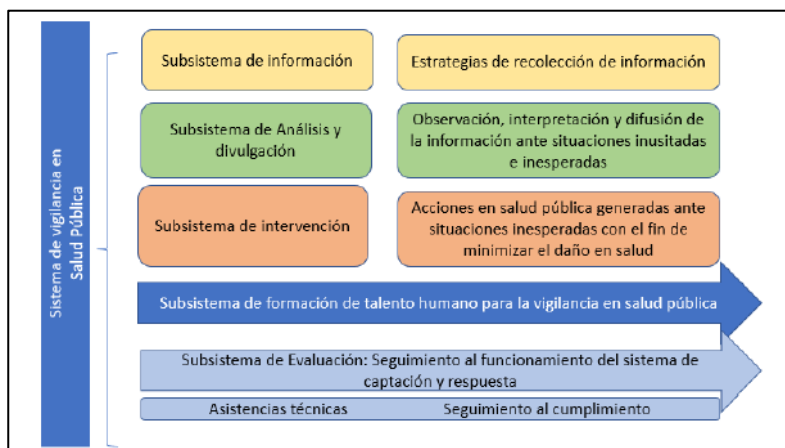 Sistema de vigilancia en
Salud Pública
Subsistema de información
Estrategias de recolección de información
Subsistema de Análisis y
divulgación
Observación, interpretación y difusión de
la información ante situaciones inusitadas
e inesperadas
Subsistema de intervención
Acciones en salud pública generadas ante
situaciones inesperadas con el fin de
minimizar el daño en salud
Subsistema de formación de talento humano para la vigilancia en salud pública
Subsistema de Evaluación: Seguimiento al funcionamiento del sistema de
captación y respuesta
Asistencias técnicas
Seguimiento al cumplimiento